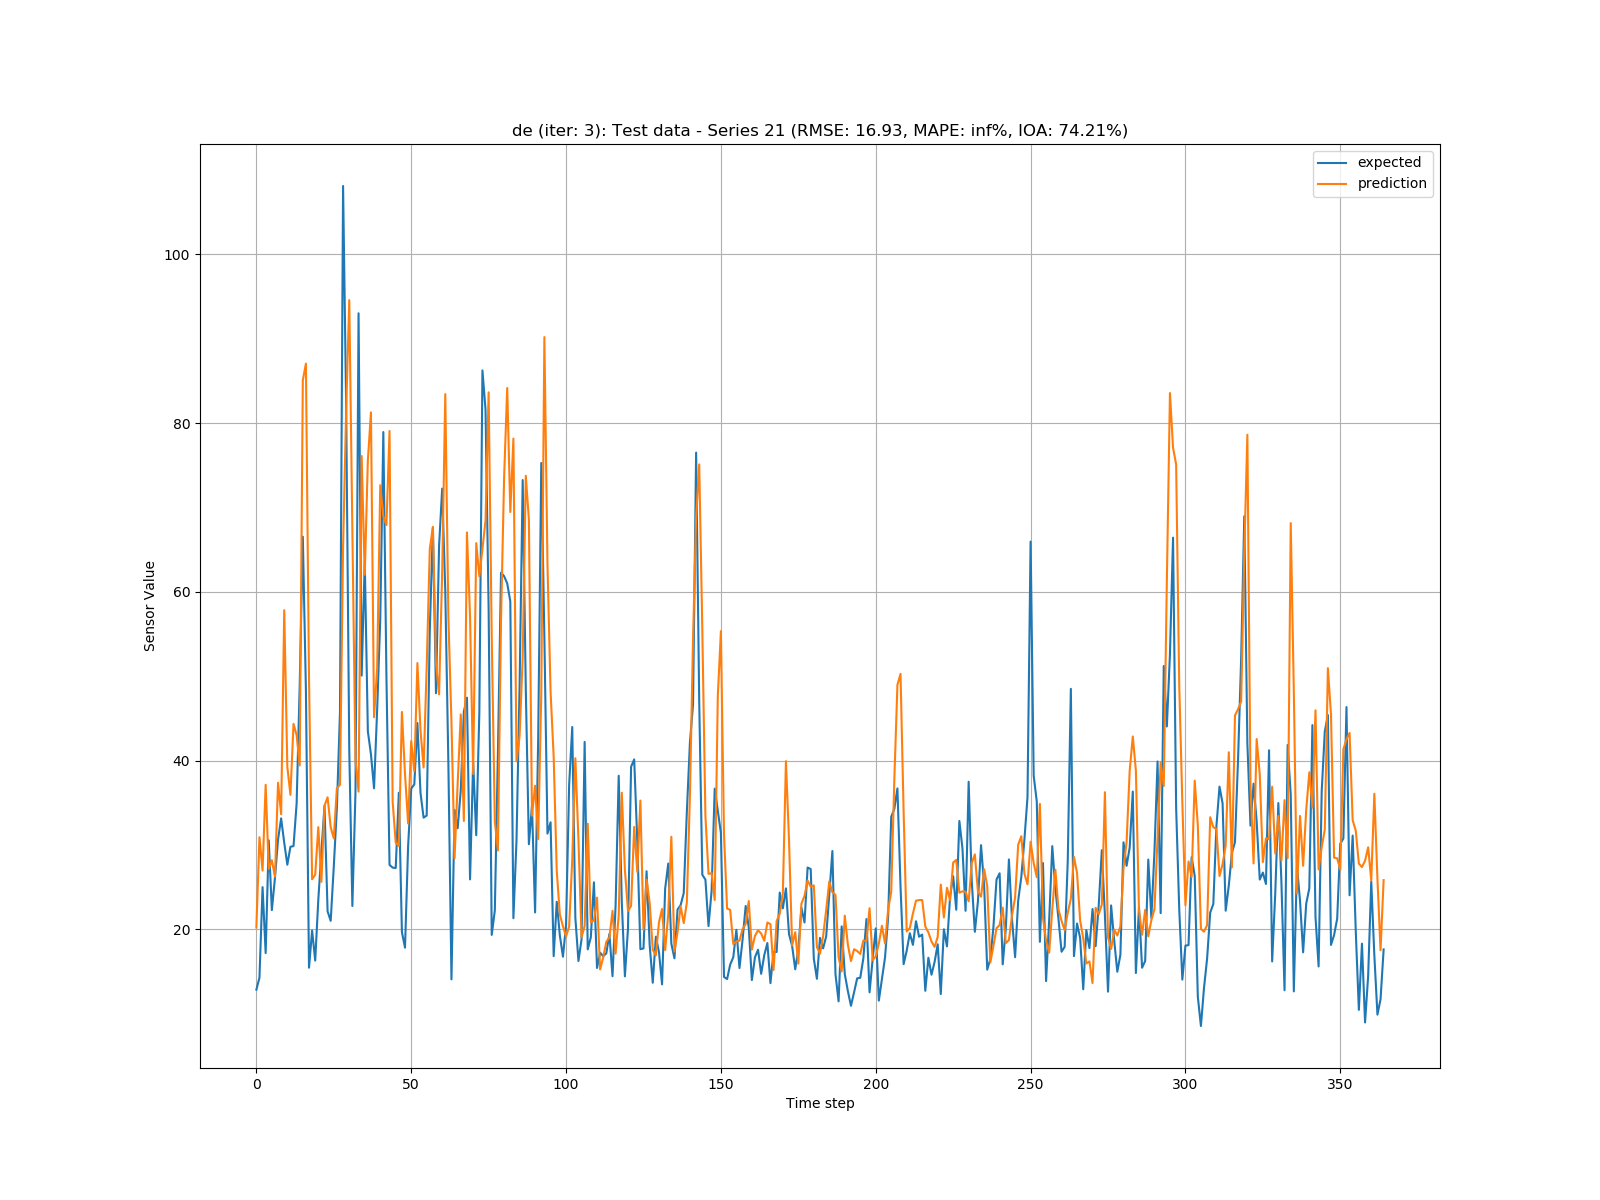 de (iter: 3): Test data - Series 21 (RMSE: 16.93, MAPE: inf%, IOA: 74.21%)
expected
prediction
100
80
60
40
20
Sensor Value
0 50 100 150 200 250 300 350
Time step